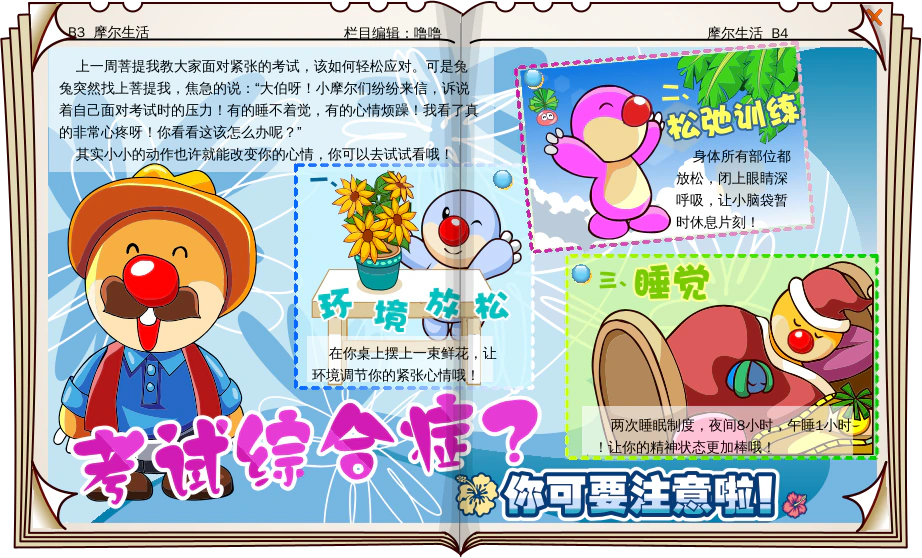 B3 摩尔生活
栏目编辑：噜噜
摩尔生活 B4
上一周菩提我教大家面对紧张的考试，该如何轻松应对。可是兔
兔突然找上菩提我，焦急的说：“大伯呀！小摩尔们纷纷来信，诉说
着自己面对考试时的压力！有的睡不着觉，有的心情烦躁！我看了真
的非常心疼呀！你看看这该怎么办呢？”
其实小小的动作也许就能改变你的心情，你可以去试试看哦！
一、
环境放松
在你桌上摆上一束鲜花，让
环境调节你的紧张心情哦！
考试综合症？
二、
松弛训练
身体所有部位都
放松，闭上眼睛深
呼吸，让小脑袋暂
时休息片刻！
三、睡觉
两次睡眠制度，夜间8小时，午睡1小时
！让你的精神状态更加棒哦！
你可要注意啦！